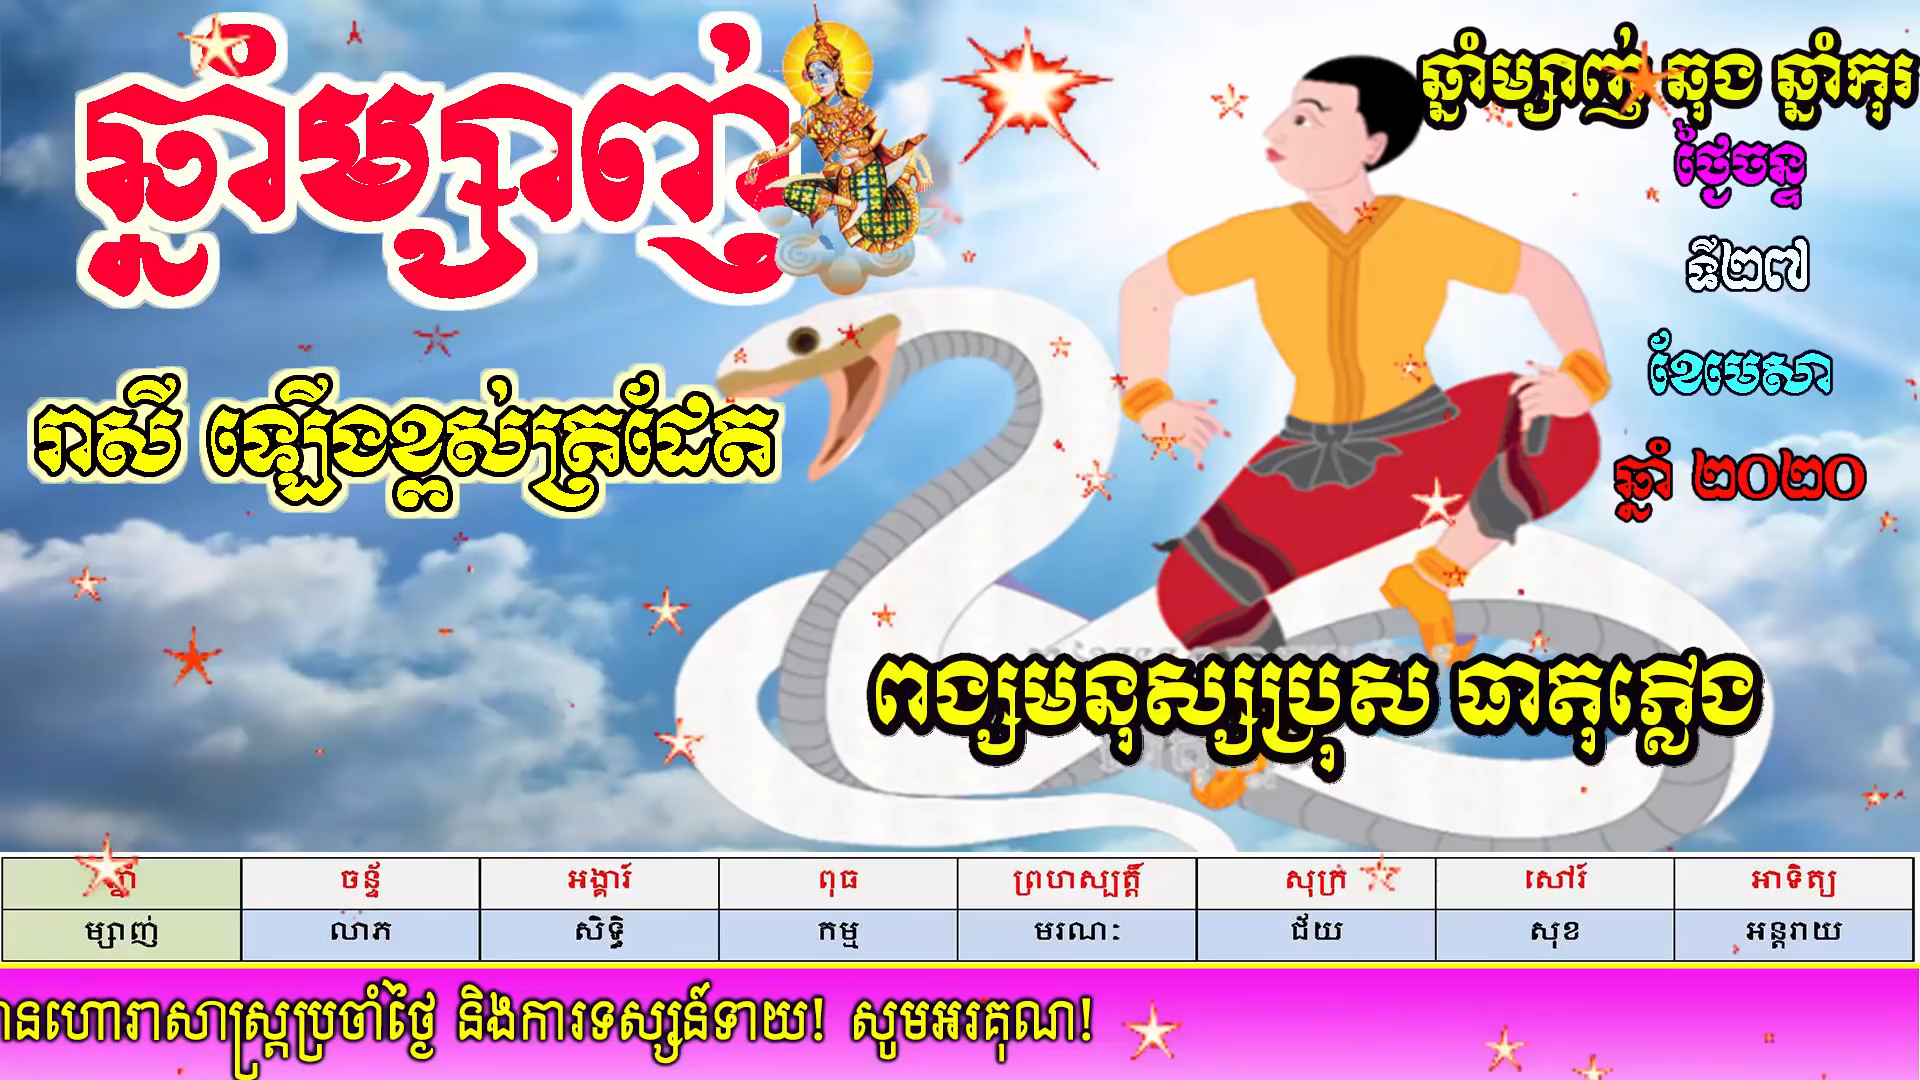 ឆ្នាំម្សាញ់
ឆ្នាំម្សាញ់ ឆុង ឆ្នាំកុរ
ថ្ងៃចន្ទ
ទី២៧
ខែមេសា
ឆ្នាំ ២០២០
រាសី ឡើងខ្ពស់ត្រដែត
ពង្សមនុស្សប្រុស ធាតុភ្លើង
ឆ្នាំ ចន្ទ័ អង្គារ៍ ពុធ ព្រហស្បត្តិ៍ សុក្រ សៅរ៍ អាទិត្យ
ម្សាញ់ លាភ សិទ្ធិ កម្ម មរណៈ ជ័យ សុខ អន្តរាយ
ានហោរាសាស្ត្រប្រចាំថ្ងៃ និងការទស្សន៍ទាយ! សូមអរគុណ!